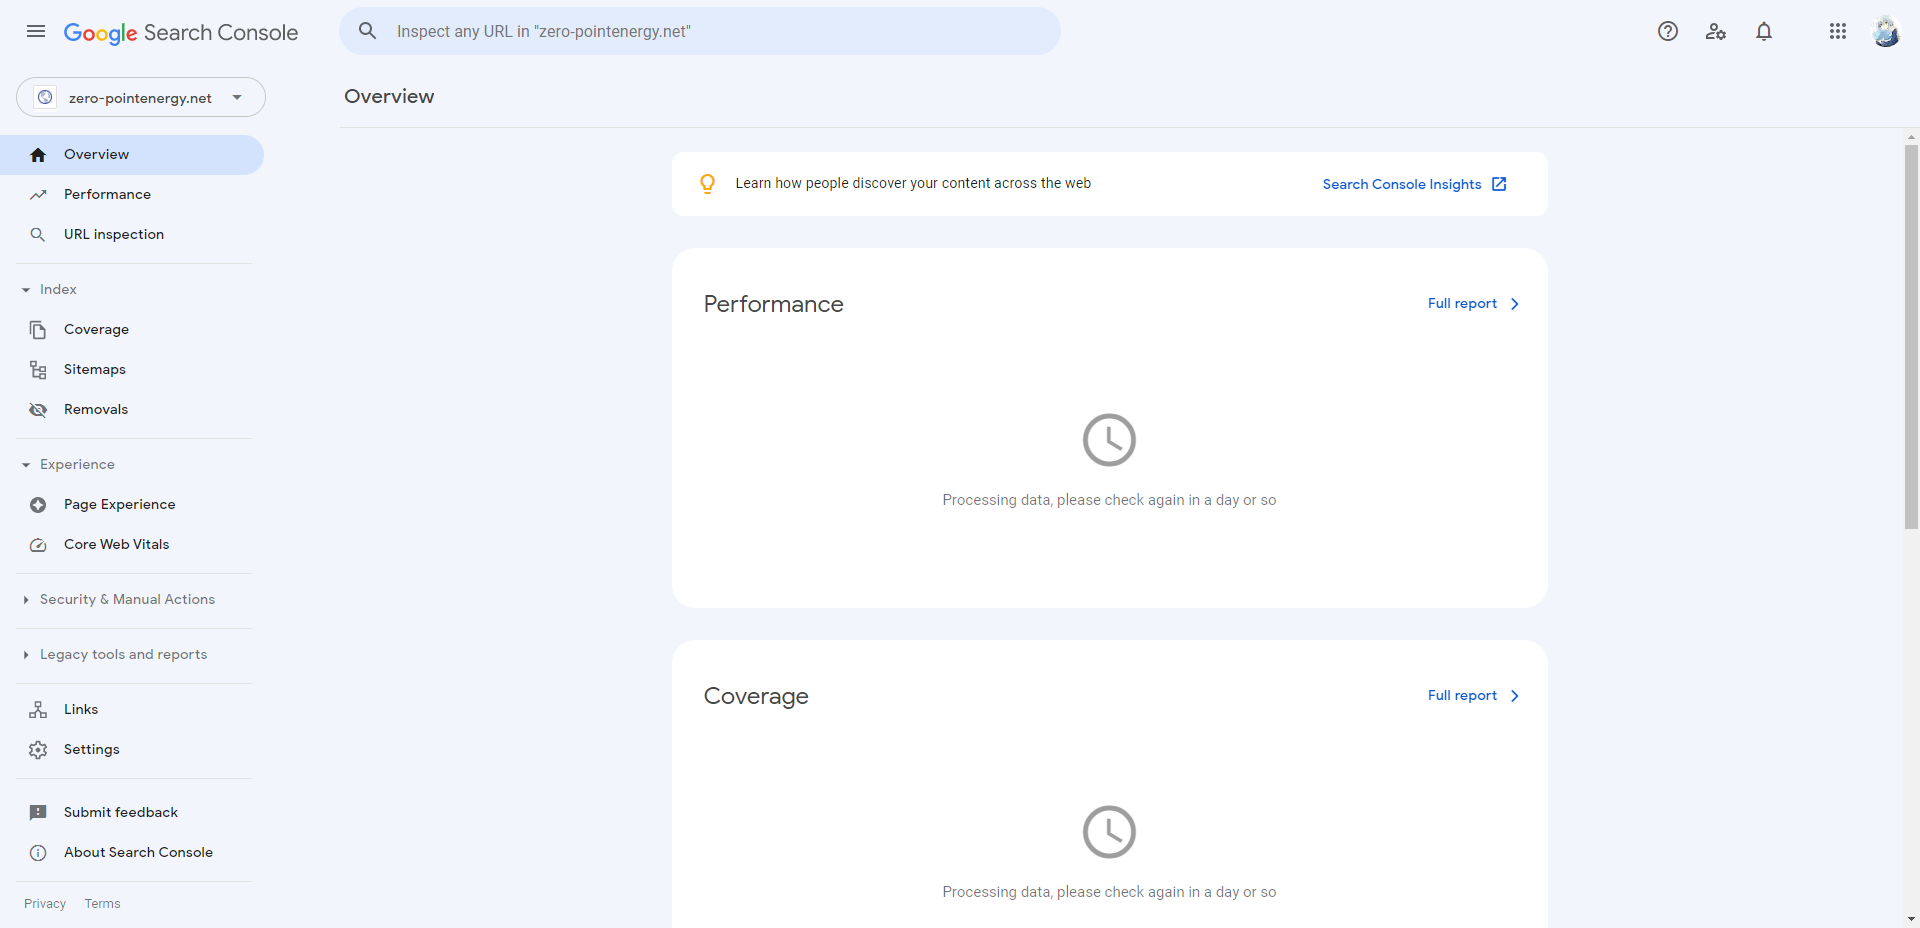 Google Search Console
Inspect any URL in "zero-pointenergy.net"
zero-pointenergy.net
Overview
Performance
URL inspection
Index
Coverage
Sitemaps
Removals
Experience
Page Experience
Core Web Vitals
Security & Manual Actions
Legacy tools and reports
Links
Settings
Submit feedback
About Search Console
Privacy Terms
Overview
Learn how people discover your content across the web
Search Console Insights
Performance
Full report
Processing data, please check again in a day or so
Coverage
Full report
Processing data, please check again in a day or so